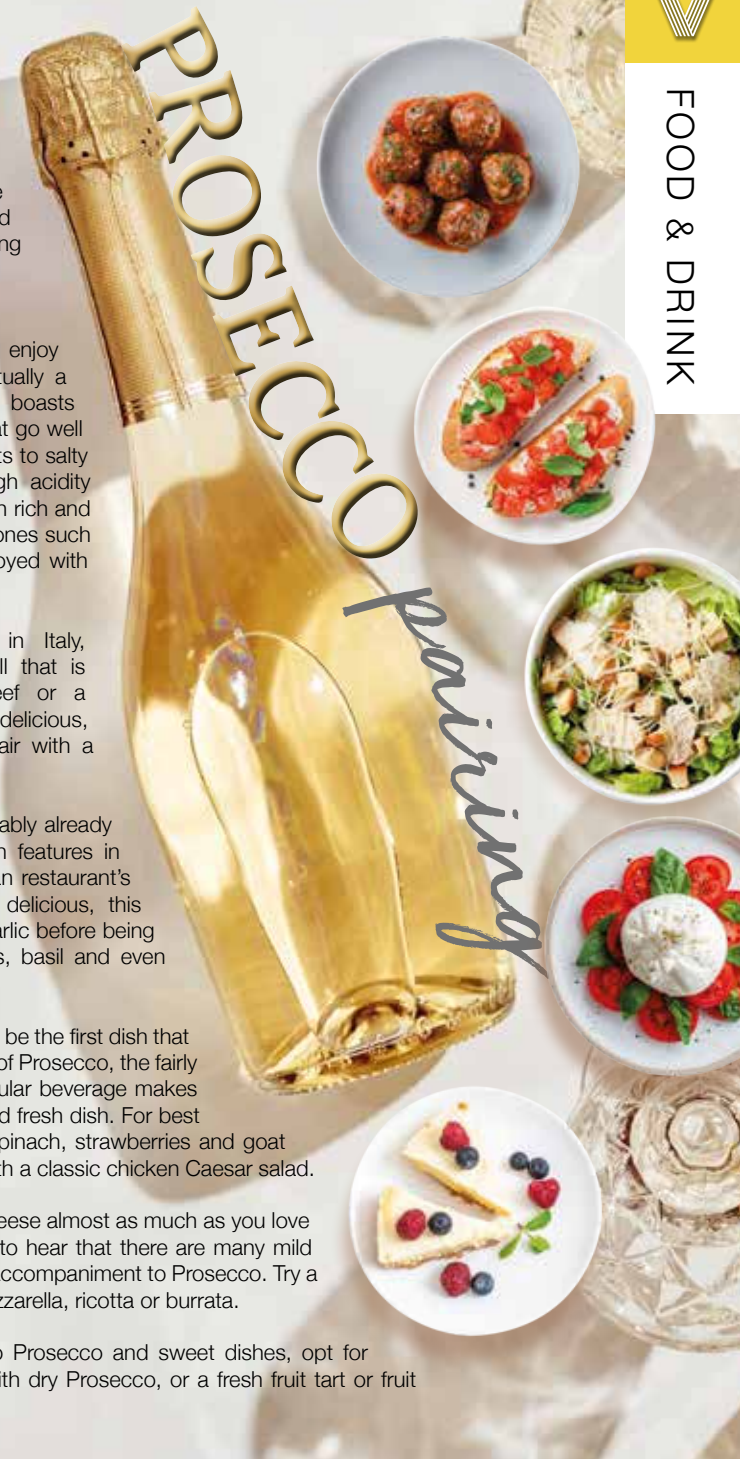 FOOD & DRINK
PROSECCO
pairing
e
d
ng
enjoy
tually a
boasts
at go well
ts to salty
gh acidity
n rich and
ones such
oyed with
in Italy,
ll that is
eef or a
delicious,
air with a
ably already
n features in
an restaurant's
delicious, this
arlic before being
s, basil and even
be the first dish that
of Prosecco, the fairly
ular beverage makes
d fresh dish. For best
pinach, strawberries and goat
th a classic chicken Caesar salad.
eese almost as much as you love
to hear that there are many mild
accompaniment to Prosecco. Try a
zzarella, ricotta or burrata.
o Prosecco and sweet dishes, opt for
ith dry Prosecco, or a fresh fruit tart or fruit